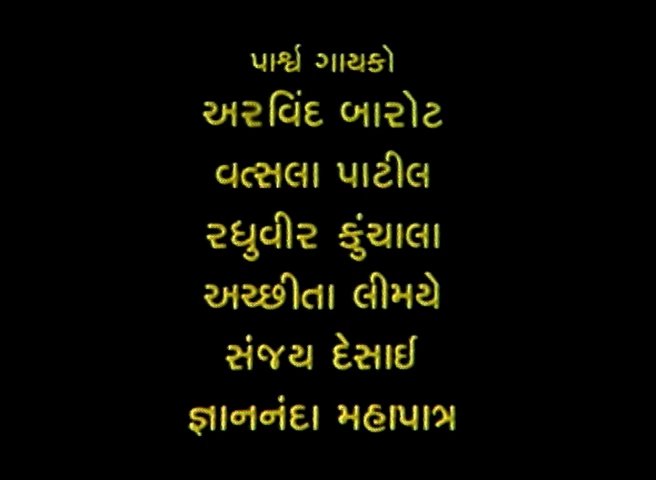 પાર્શ્વ ગાયકો
અરવિંદ બારોટ
વત્સલા પાટીલ
રઘુવીર કુંચાલા
અચ્છીતા લીમયે
સંજય દેસાઈ
જ્ઞાનનંદા મહાપાત્ર